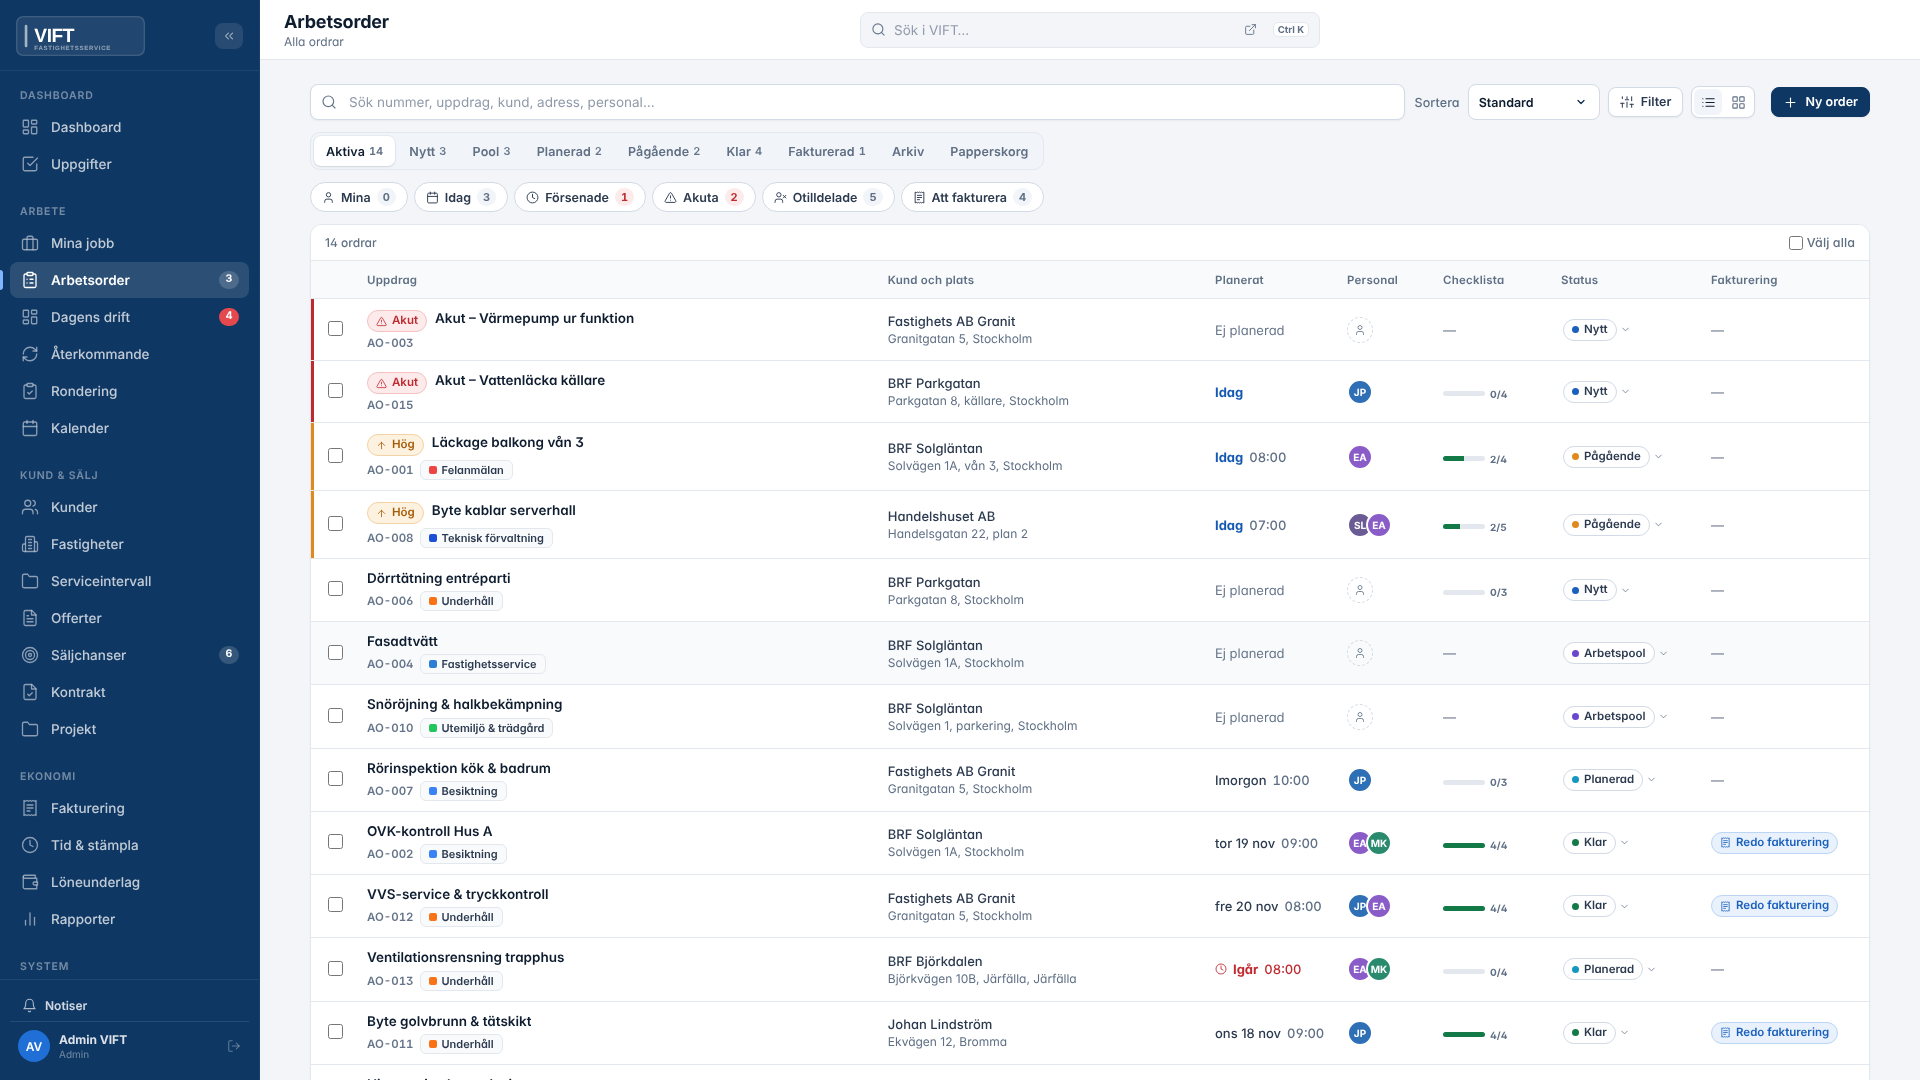 VIFT
FASTIGHETSSERVICE
DASHBOARD
Dashboard
Uppgifter
ARBETE
Mina jobb
Arbetsorder 3
Dagens drift 4
Återkommande
Rondering
Kalender
KUND & SÄLJ
Kunder
Fastigheter
Serviceintervall
Offerter
Säljchanser 6
Kontrakt
Projekt
EKONOMI
Fakturering
Tid & stämpla
Löneunderlag
Rapporter
SYSTEM
Notiser
AV Admin VIFT
Admin
Arbetsorder
Alla ordrar
Sök i VIFT... Ctrl K
Sök nummer, uppdrag, kund, adress, personal... Sortera Standard Filter Ny order
Aktiva 14 Nytt 3 Pool 3 Planerad 2 Pågående 2 Klar 4 Fakturerad 1 Arkiv Papperskorg
Mina 0 Idag 3 Försenade 1 Akuta 2 Otilldelade 5 Att fakturera 4
14 ordrar Välj alla
Uppdrag Kund och plats Planerat Personal Checklista Status Fakturering
Akut Akut – Värmepump ur funktion Fastighets AB Granit Ej planerad — Nytt —
AO-003 Granitgatan 5, Stockholm
Akut Akut – Vattenläcka källare BRF Parkgatan Idag JP 0/4 Nytt —
AO-015 Parkgatan 8, källare, Stockholm
Hög Läckage balkong vån 3 BRF Solgläntan Idag 08:00 EA 2/4 Pågående —
AO-001 Felanmälan Solvägen 1A, vån 3, Stockholm
Hög Byte kablar serverhall Handelshuset AB Idag 07:00 SL EA 2/5 Pågående —
AO-008 Teknisk förvaltning Handelsgatan 22, plan 2
Dörrtätning entréparti BRF Parkgatan Ej planerad 0/3 Nytt —
AO-006 Underhåll Parkgatan 8, Stockholm
Fasadtvätt BRF Solgläntan Ej planerad — Arbetspool —
AO-004 Fastighetsservice Solvägen 1A, Stockholm
Snöröjning & halkbekämpning BRF Solgläntan Ej planerad — Arbetspool —
AO-010 Utemiljö & trädgård Solvägen 1, parkering, Stockholm
Rörinspektion kök & badrum Fastighets AB Granit Imorgon 10:00 JP 0/3 Planerad —
AO-007 Besiktning Granitgatan 5, Stockholm
OVK-kontroll Hus A BRF Solgläntan tor 19 nov 09:00 EA MK 4/4 Klar Redo fakturering
AO-002 Besiktning Solvägen 1A, Stockholm
VVS-service & tryckkontroll Fastighets AB Granit fre 20 nov 08:00 JP EA 4/4 Klar Redo fakturering
AO-012 Underhåll Granitgatan 5, Stockholm
Ventilationsrensning trapphus BRF Björkdalen Igår 08:00 EA MK 0/4 Planerad —
AO-013 Underhåll Björkvägen 10B, Järfälla, Järfälla
Byte golvbrunn & tätskikt Johan Lindström ons 18 nov 09:00 JP 4/4 Klar Redo fakturering
AO-011 Underhåll Ekvägen 12, Bromma